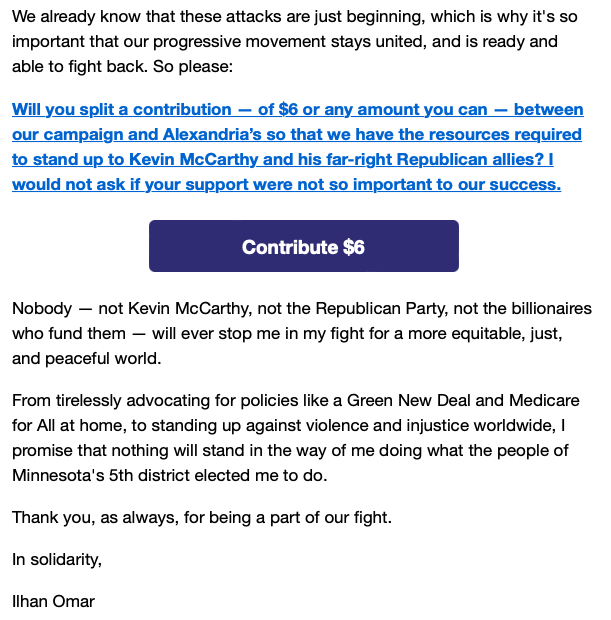 We already know that these attacks are just beginning, which is why it's so
important that our progressive movement stays united, and is ready and
able to fight back. So please:
Will you split a contribution — of $6 or any amount you can — between
our campaign and Alexandria’s so that we have the resources required
to stand up to Kevin McCarthy and his far-right Republican allies? I
would not ask if your support were not so important to our success.
Contribute $6
Nobody — not Kevin McCarthy, not the Republican Party, not the billionaires
who fund them — will ever stop me in my fight for a more equitable, just,
and peaceful world.
From tirelessly advocating for policies like a Green New Deal and Medicare
for All at home, to standing up against violence and injustice worldwide, I
promise that nothing will stand in the way of me doing what the people of
Minnesota's 5th district elected me to do.
Thank you, as always, for being a part of our fight.
In solidarity,
Ilhan Omar